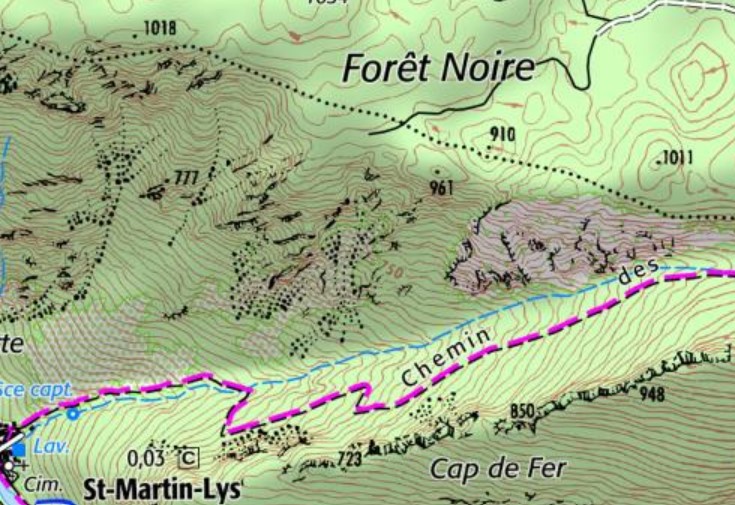 1018
Forêt Noire
910
1011
777
961
50
des
tte
Chemin
Sce capt.
948
850
Lav.
0,03 C
723
Cap de Fer
Cim.
St-Martin-Lys